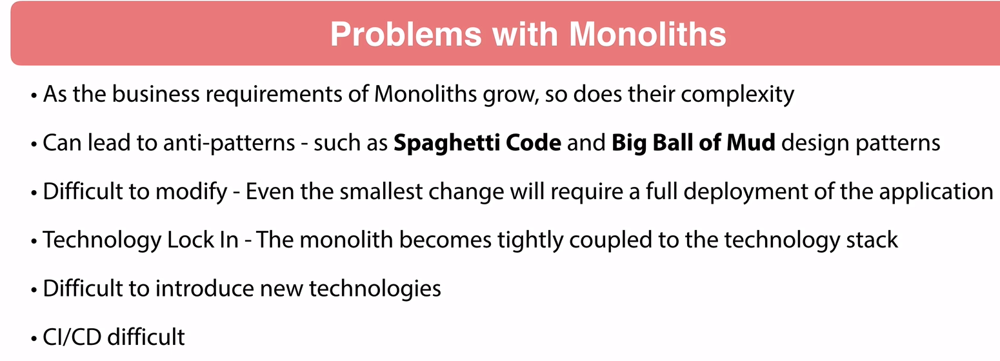 Problems with Monoliths
• As the business requirements of Monoliths grow, so does their complexity
• Can lead to anti-patterns - such as Spaghetti Code and Big Ball of Mud design patterns
• Difficult to modify - Even the smallest change will require a full deployment of the application
• Technology Lock In - The monolith becomes tightly coupled to the technology stack
• Difficult to introduce new technologies
• CI/CD difficult